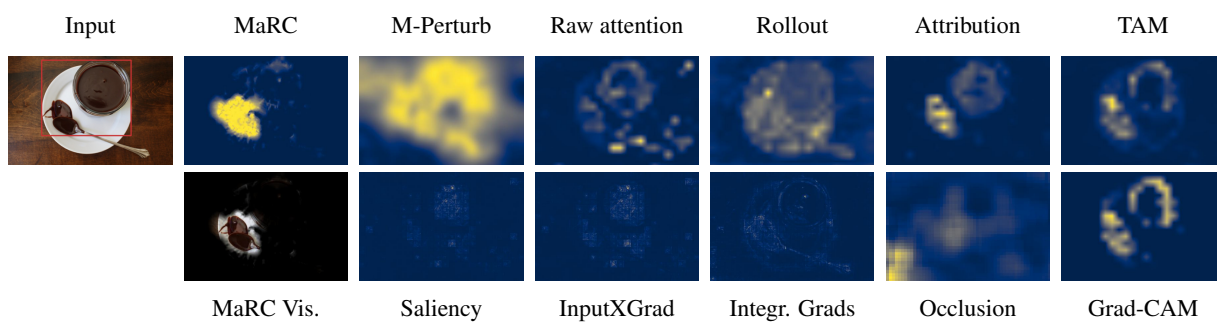 Input MaRC M-Perturb Raw attention Rollout Attribution TAM
MaRC Vis. Saliency InputXGrad Integr. Grads Occlusion Grad-CAM